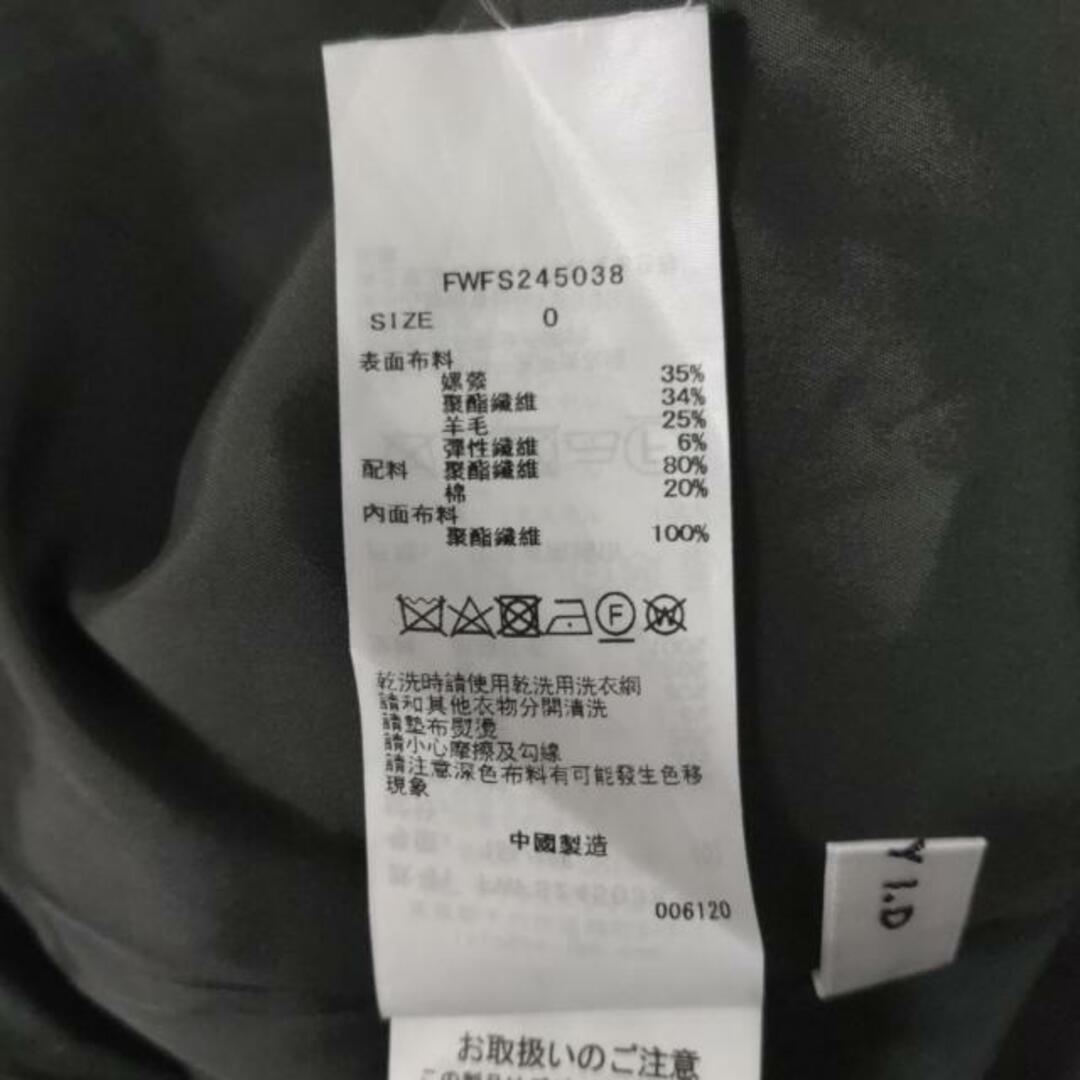 FWFS245038
SIZE 0
表面布料
嫘縈 35%
聚酯纖維 34%
羊毛 25%
彈性纖維 6%
配料 聚酯纖維 80%
棉 20%
內面布料
聚酯纖維 100%
F W
乾洗時請使用乾洗用洗衣網
請和其他衣物分開清洗
請墊布熨燙
請小心摩擦及勾線
請注意深色布料有可能發生色移
現象
中國製造
006120
Y I.D
お取扱いのご注意